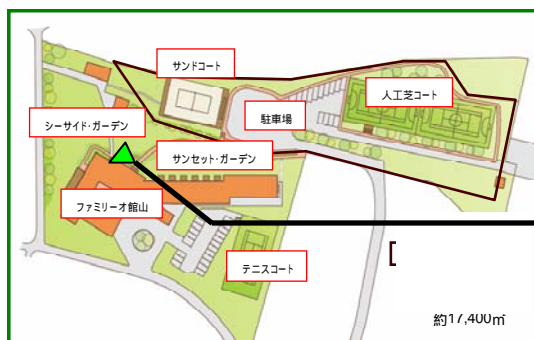 サンドコート
人工芝コート
駐車場
シーサイド・ガーデン
サンセット・ガーデン
ファミリーオ館山
テニスコート
[
約17,400㎡